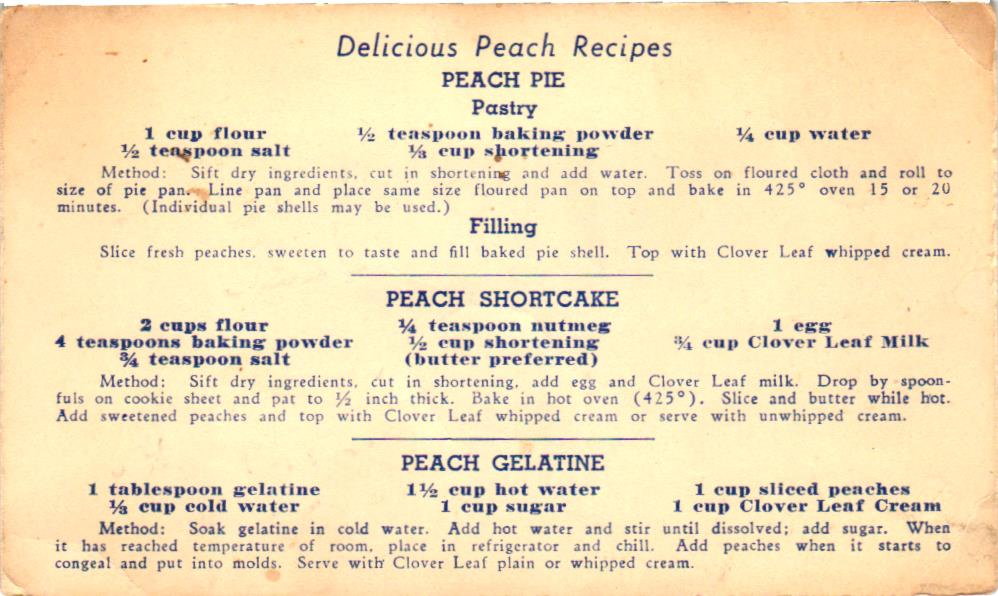 Delicious Peach Recipes
PEACH PIE
Pastry
1 cup flour ½ teaspoon baking powder ¼ cup water
½ teaspoon salt ⅓ cup shortening
Method: Sift dry ingredients, cut in shortening and add water. Toss on floured cloth and roll to
size of pie pan. Line pan and place same size floured pan on top and bake in 425° oven 15 or 20
minutes. (Individual pie shells may be used.)
Filling
Slice fresh peaches, sweeten to taste and fill baked pie shell. Top with Clover Leaf whipped cream.
PEACH SHORTCAKE
2 cups flour ¼ teaspoon nutmeg 1 egg
4 teaspoons baking powder ½ cup shortening ¾ cup Clover Leaf Milk
¾ teaspoon salt (butter preferred)
Method: Sift dry ingredients, cut in shortening, add egg and Clover Leaf milk. Drop by spoon-
fuls on cookie sheet and pat to ½ inch thick. Bake in hot oven (425°). Slice and butter while hot.
Add sweetened peaches and top with Clover Leaf whipped cream or serve with unwhipped cream.
PEACH GELATINE
1 tablespoon gelatine 1½ cup hot water 1 cup sliced peaches
⅓ cup cold water 1 cup sugar 1 cup Clover Leaf Cream
Method: Soak gelatine in cold water. Add hot water and stir until dissolved; add sugar. When
it has reached temperature of room, place in refrigerator and chill. Add peaches when it starts to
congeal and put into molds. Serve with Clover Leaf plain or whipped cream.